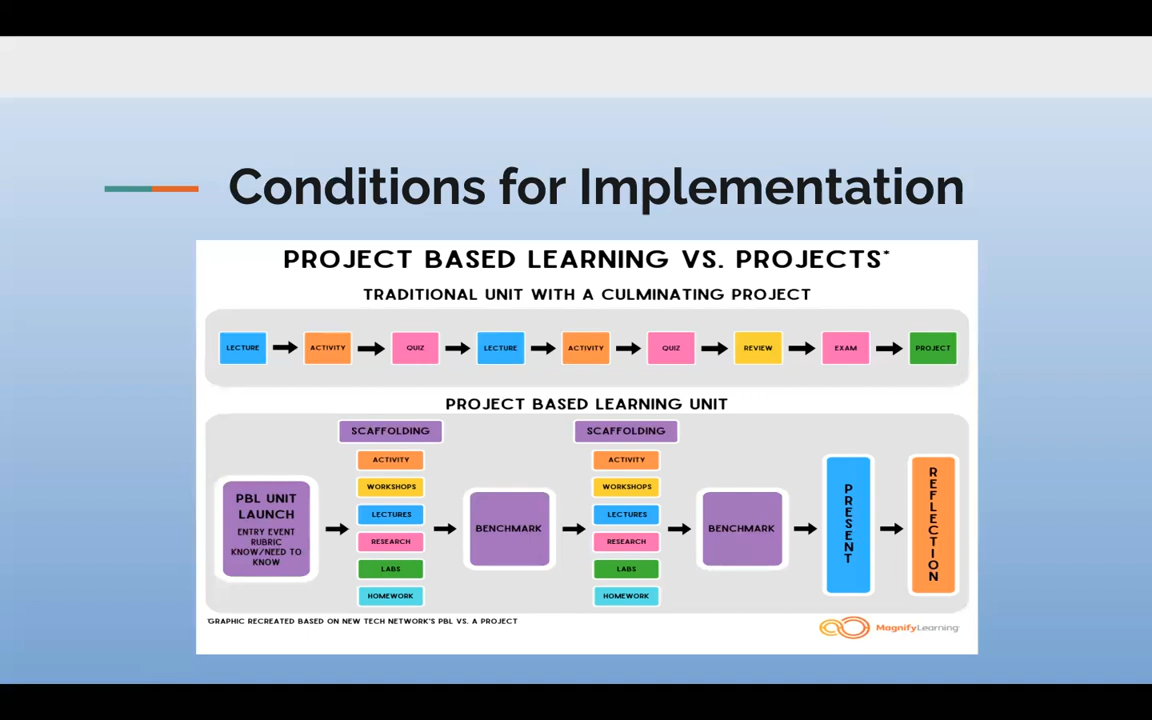 Conditions for Implementation
PROJECT BASED LEARNING VS. PROJECTS*
TRADITIONAL UNIT WITH A CULMINATING PROJECT
LECTURE
ACTIVITY
QUIZ
LECTURE
ACTIVITY
QUIZ
REVIEW
EXAM
PROJECT
PROJECT BASED LEARNING UNIT
PBL UNIT
LAUNCH
ENTRY EVENT
RUBRIC
KNOW/NEED TO
KNOW
SCAFFOLDING
ACTIVITY
WORKSHOPS
LECTURES
RESEARCH
LABS
HOMEWORK
BENCHMARK
SCAFFOLDING
ACTIVITY
WORKSHOPS
LECTURES
RESEARCH
LABS
HOMEWORK
BENCHMARK
PRESENT
REFLECTION
*GRAPHIC RECREATED BASED ON NEW TECH NETWORK'S PBL VS. A PROJECT
MagnifyLearning